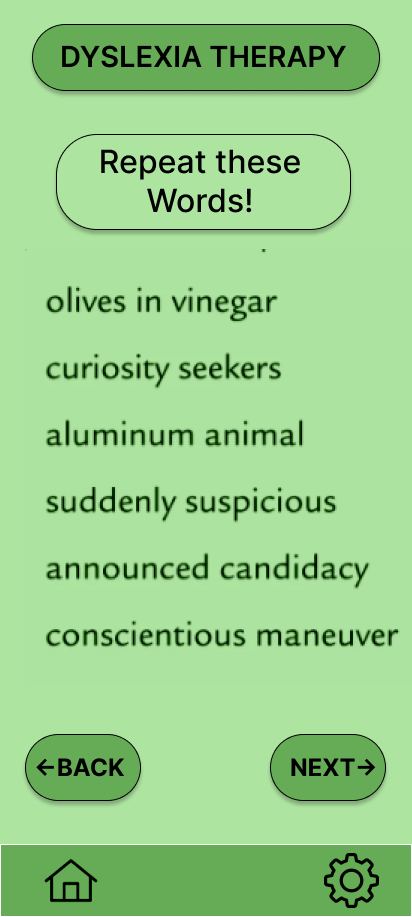 DYSLEXIA THERAPY
Repeat these
Words!
olives in vinegar
curiosity seekers
aluminum animal
suddenly suspicious
announced candidacy
conscientious maneuver
←BACK
NEXT→